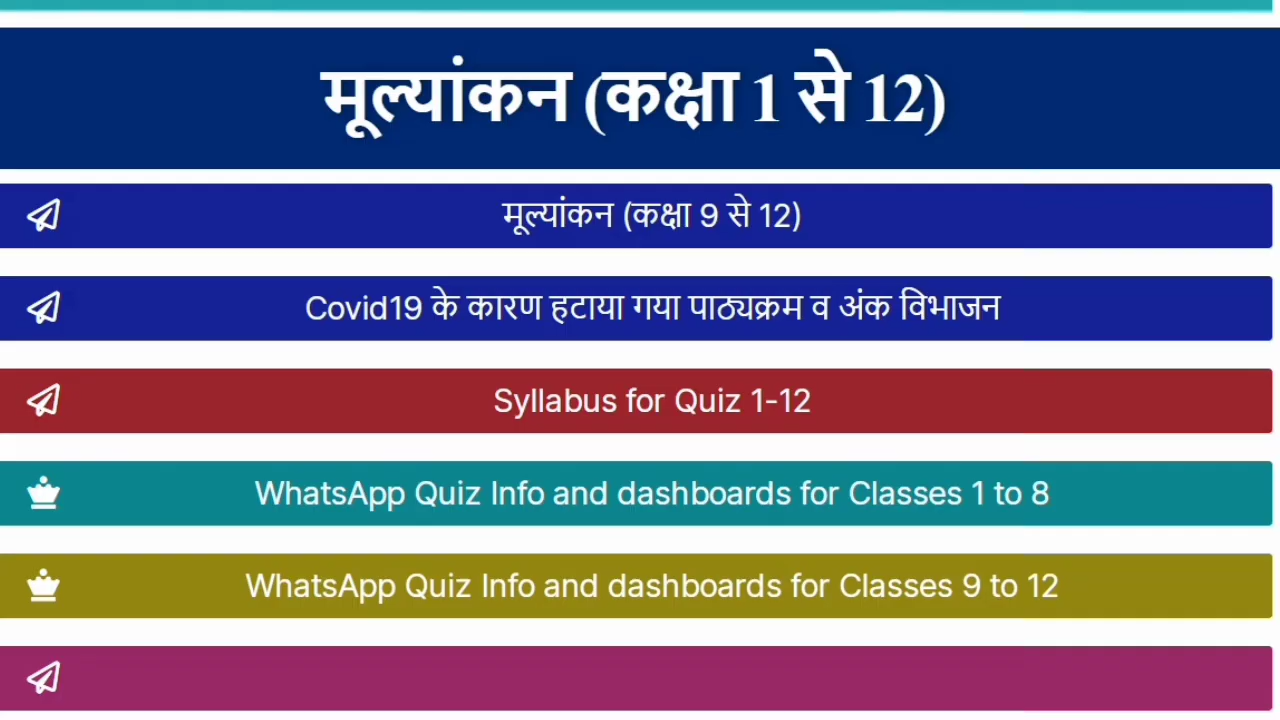 मूल्यांकन (कक्षा 1 से 12)
मूल्यांकन (कक्षा 9 से 12)
Covid19 के कारण हटाया गया पाठ्यक्रम व अंक विभाजन
Syllabus for Quiz 1-12
WhatsApp Quiz Info and dashboards for Classes 1 to 8
WhatsApp Quiz Info and dashboards for Classes 9 to 12